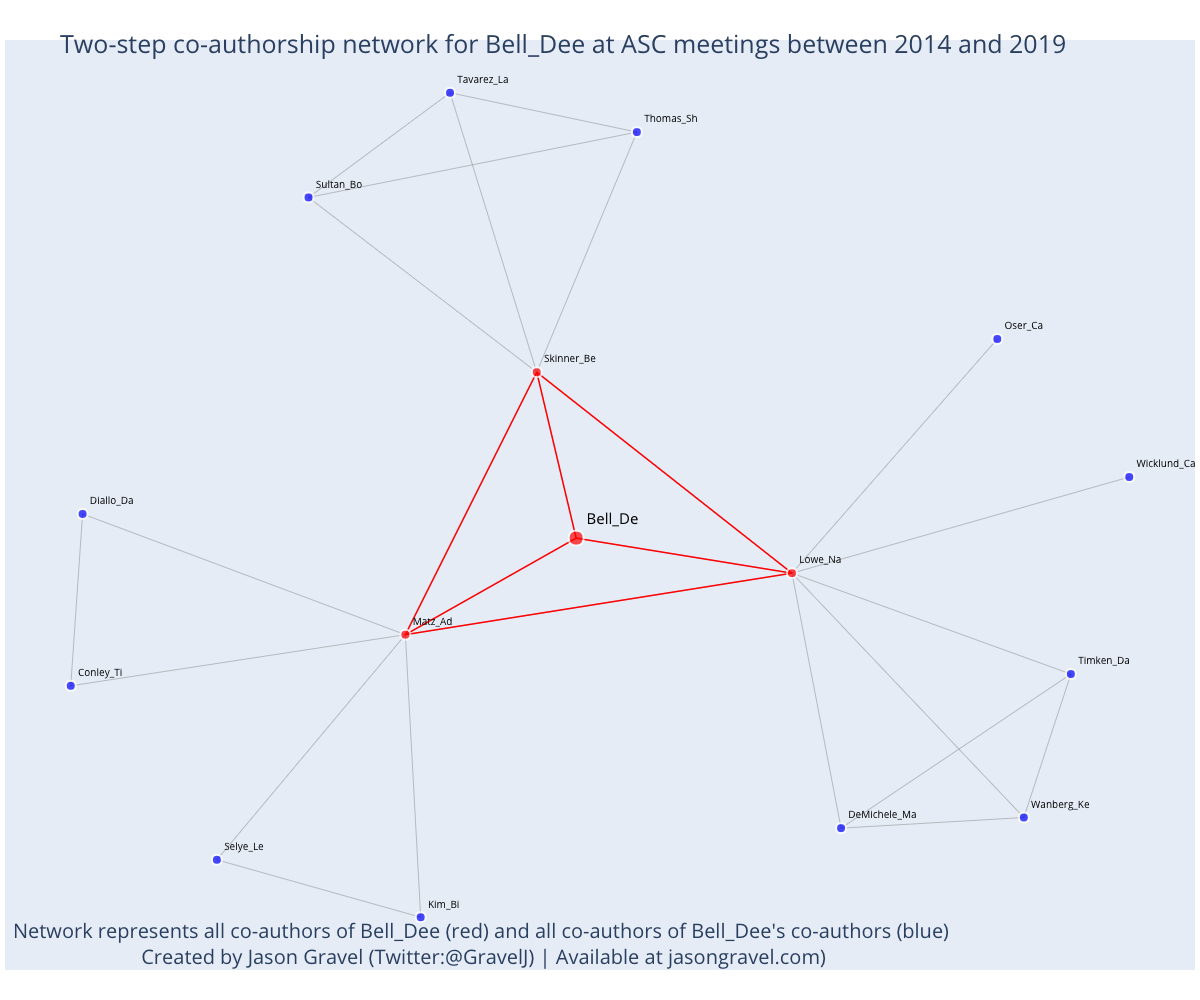 Two-step co-authorship network for Bell_Dee at ASC meetings between 2014 and 2019
Tavarez_La
Thomas_Sh
Sultan_Bo
Oser_Ca
Skinner_Be
Wicklund_Ca
Diallo_Da
Bell_De
Lowe_Na
Matz_Ad
Timken_Da
Conley_Ti
Wanberg_Ke
DeMichele_Ma
Selye_Le
Kim_Bi
Network represents all co-authors of Bell_Dee (red) and all co-authors of Bell_Dee's co-authors (blue)
Created by Jason Gravel (Twitter:@GravelJ) | Available at jasongravel.com)